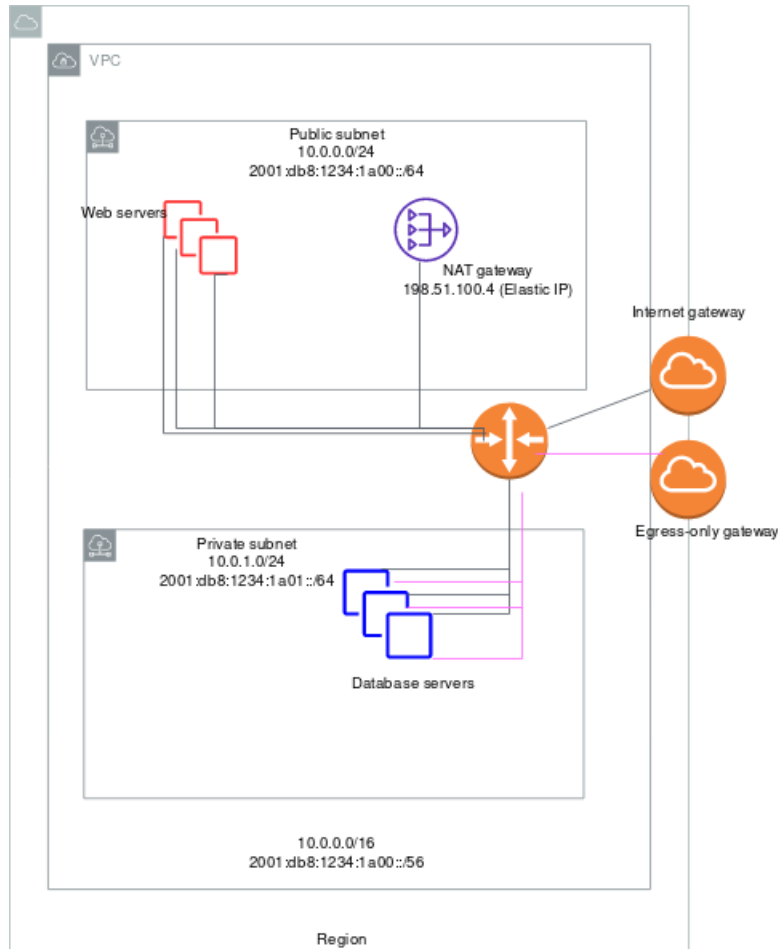 VPC
Public subnet
10.0.0.0/24
2001:db8:1234:1a00::/64
Web servers
NAT gateway
198.51.100.4 (Elastic IP)
Internet gateway
Egress-only gateway
Private subnet
10.0.1.0/24
2001:db8:1234:1a01::/64
Database servers
10.0.0.0/16
2001:db8:1234:1a00::/56
Region